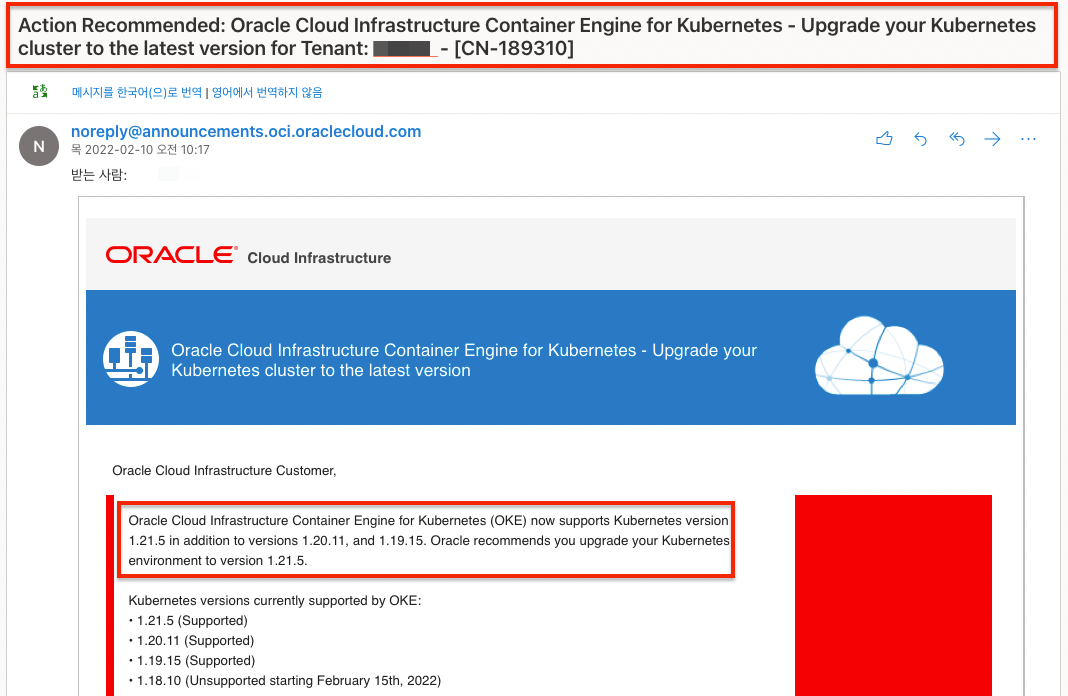 Action Recommended: Oracle Cloud Infrastructure Container Engine for Kubernetes - Upgrade your Kubernetes
cluster to the latest version for Tenant: - [CN-189310]
메시지를 한국어(으)로 번역 | 영어에서 번역하지 않음
N
noreply@announcements.oci.oraclecloud.com
목 2022-02-10 오전 10:17
받는 사람:
ORACLE® Cloud Infrastructure
Oracle Cloud Infrastructure Container Engine for Kubernetes - Upgrade your
Kubernetes cluster to the latest version
Oracle Cloud Infrastructure Customer,
Oracle Cloud Infrastructure Container Engine for Kubernetes (OKE) now supports Kubernetes version
1.21.5 in addition to versions 1.20.11, and 1.19.15. Oracle recommends you upgrade your Kubernetes
environment to version 1.21.5.
Kubernetes versions currently supported by OKE:
• 1.21.5 (Supported)
• 1.20.11 (Supported)
• 1.19.15 (Supported)
• 1.18.10 (Unsupported starting February 15th, 2022)